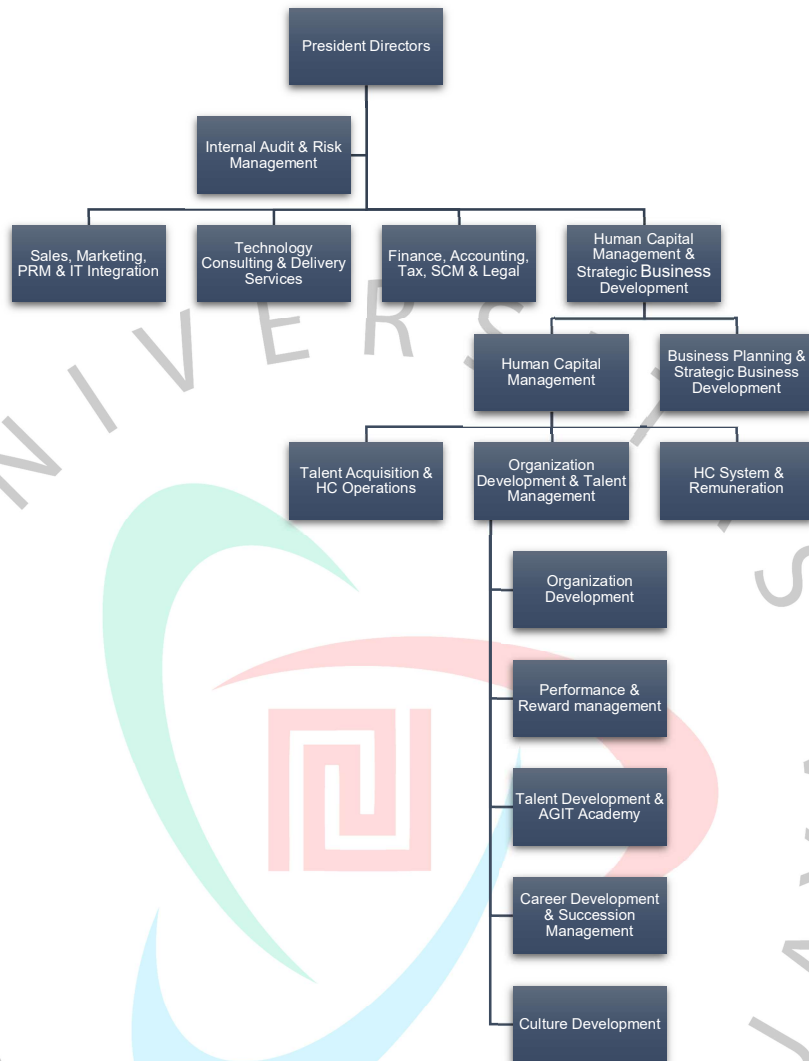 President Directors
Internal Audit & Risk
Management
Sales, Marketing,
PRM & IT Integration
Technology
Consulting & Delivery
Services
Finance, Accounting,
Tax, SCM & Legal
Human Capital
Management &
Strategic Business
Development
Human Capital
Management
Business Planning &
Strategic Business
Development
Talent Acquisition &
HC Operations
Organization
Development & Talent
Management
HC System &
Remuneration
Organization
Development
Performance &
Reward management
Talent Development &
AGIT Academy
Career Development
& Succession
Management
Culture Development